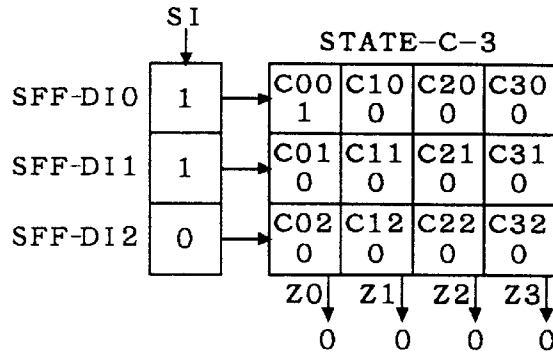 SI
STATE-C-3
SFF-DI0 1 C00 C10 C20 C30
1 0 0 0
SFF-DI1 1 C01 C11 C21 C31
0 0 0 0
SFF-DI2 0 C02 C12 C22 C32
0 0 0 0
Z0 Z1 Z2 Z3
0 0 0 0